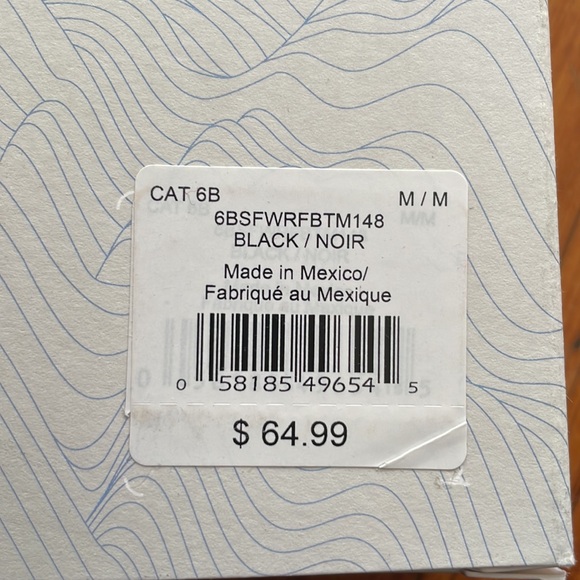 CAT 6B M / M
6BSFWRFBTM148
BLACK / NOIR
Made in Mexico/
Fabriqué au Mexique
0 58185 49654 5
$ 64.99